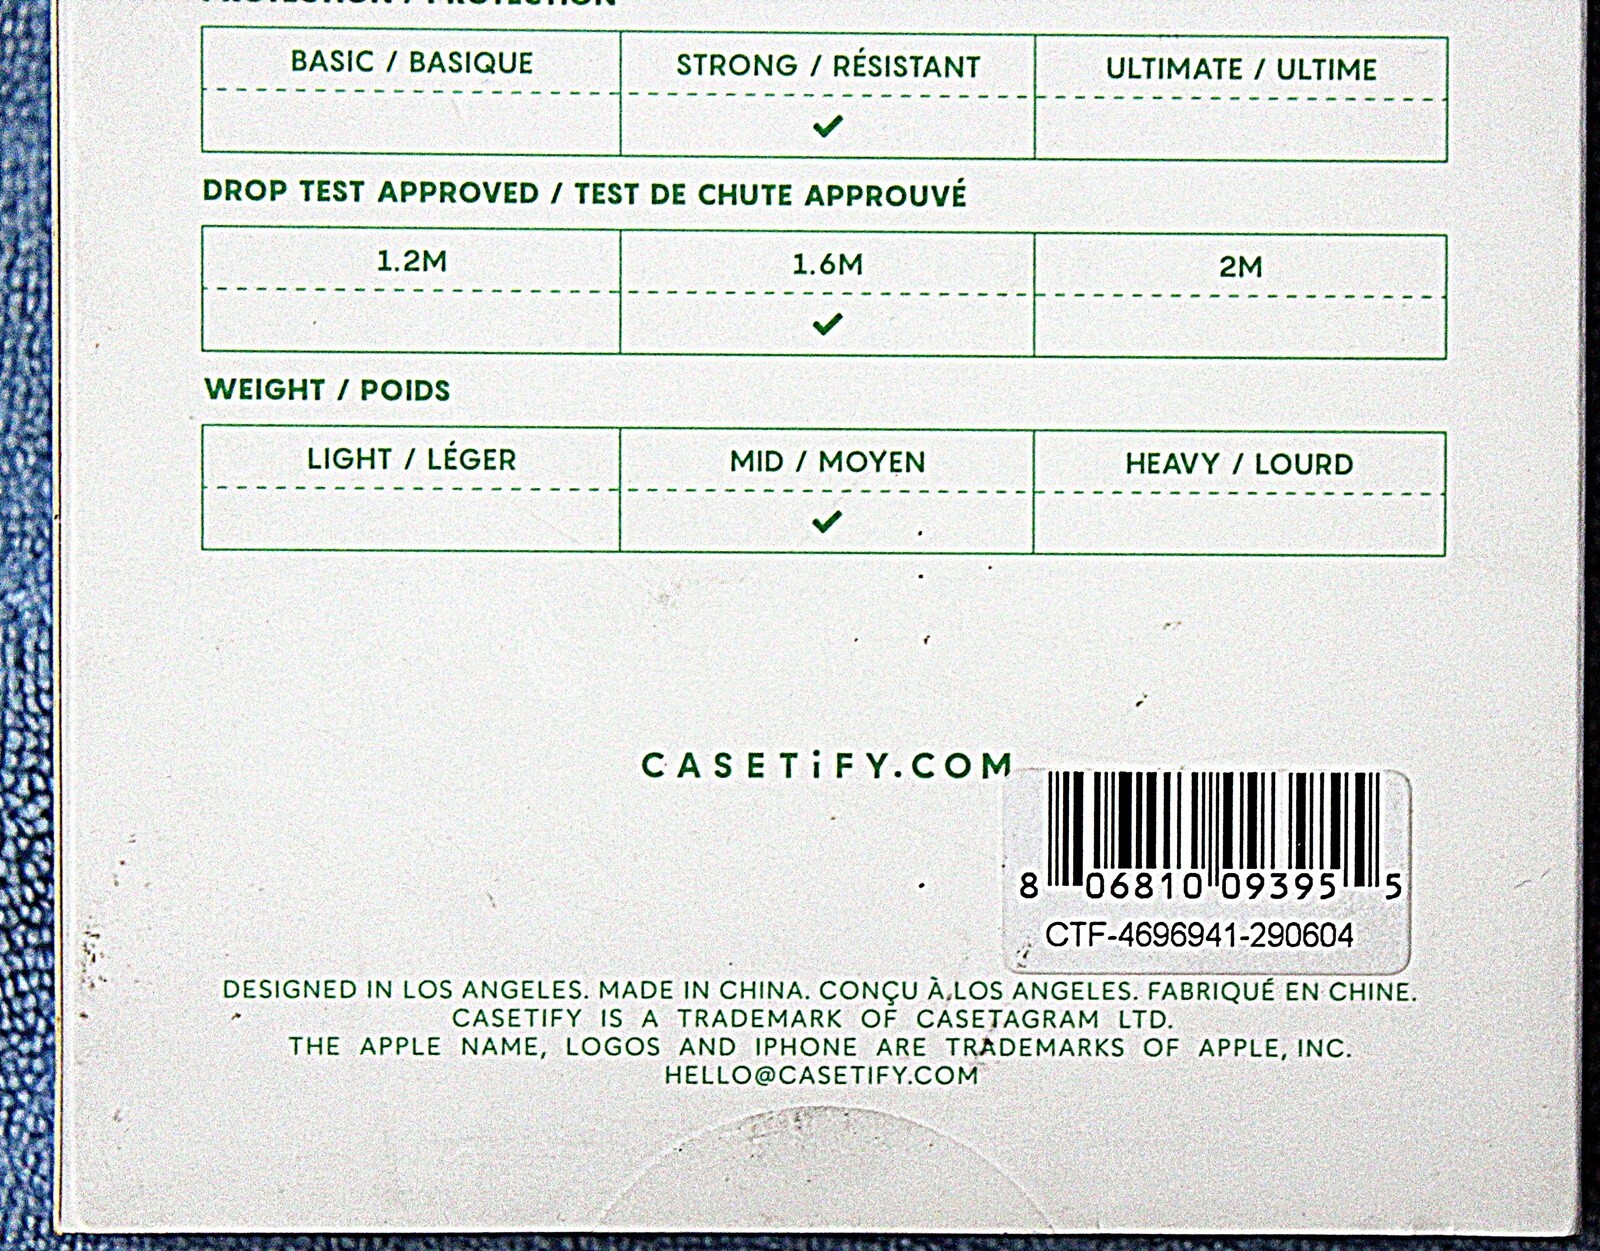 PROTECTION / PROTECTION
BASIC / BASIQUE STRONG / RÉSISTANT ULTIMATE / ULTIME
✓
DROP TEST APPROVED / TEST DE CHUTE APPROUVÉ
1.2M 1.6M 2M
✓
WEIGHT / POIDS
LIGHT / LÉGER MID / MOYEN HEAVY / LOURD
✓
CASETiFY.COM
8 06810 09395 5
CTF-4696941-290604
DESIGNED IN LOS ANGELES. MADE IN CHINA. CONÇU À LOS ANGELES. FABRIQUÉ EN CHINE.
CASETIFY IS A TRADEMARK OF CASETAGRAM LTD.
THE APPLE NAME, LOGOS AND IPHONE ARE TRADEMARKS OF APPLE, INC.
HELLO@CASETIFY.COM